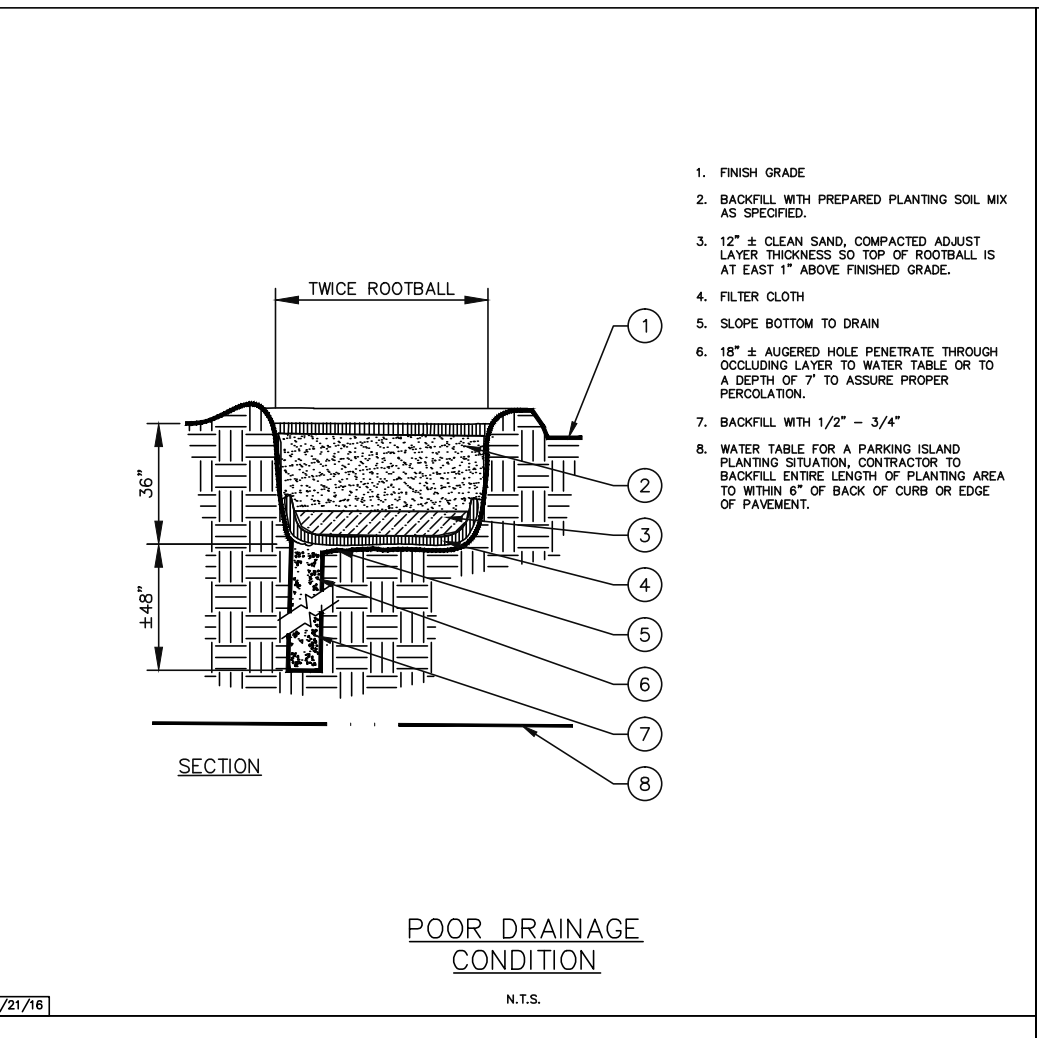 1. FINISH GRADE
2. BACKFILL WITH PREPARED PLANTING SOIL MIX
AS SPECIFIED.
3. 12" ± CLEAN SAND, COMPACTED ADJUST
LAYER THICKNESS SO TOP OF ROOTBALL IS
AT EAST 1" ABOVE FINISHED GRADE.
4. FILTER CLOTH
5. SLOPE BOTTOM TO DRAIN
6. 18" ± AUGERED HOLE PENETRATE THROUGH
OCCLUDING LAYER TO WATER TABLE OR TO
A DEPTH OF 7' TO ASSURE PROPER
PERCOLATION.
7. BACKFILL WITH 1/2" – 3/4"
8. WATER TABLE FOR A PARKING ISLAND
PLANTING SITUATION, CONTRACTOR TO
BACKFILL ENTIRE LENGTH OF PLANTING AREA
TO WITHIN 6" OF BACK OF CURB OR EDGE
OF PAVEMENT.
TWICE ROOTBALL
1
36"
2
3
4
±48"
5
6
7
8
SECTION
POOR DRAINAGE
CONDITION
N.T.S.
/21/16